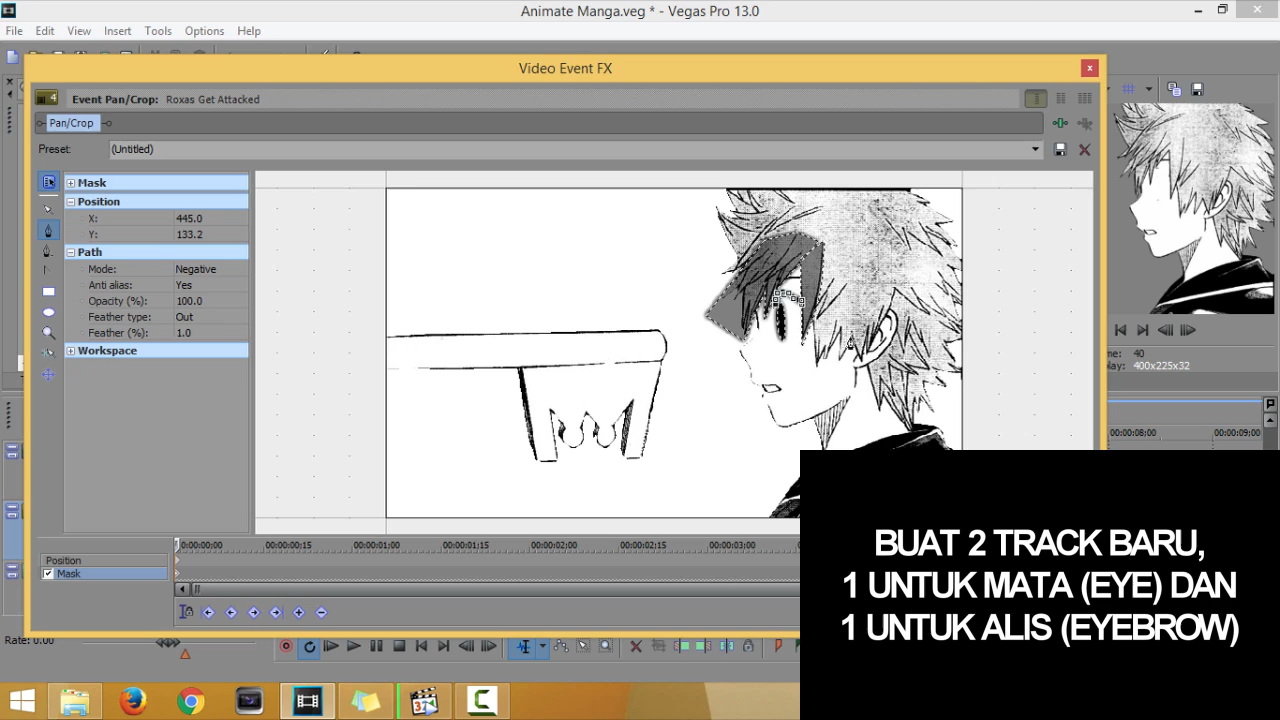 Animate Manga.veg * - Vegas Pro 13.0
File Edit View Insert Tools Options Help
Video Event FX
Event Pan/Crop: Roxas Get Attacked
Pan/Crop
Preset: (Untitled)
Mask
Position
X: 445.0
Y: 133.2
Path
Mode: Negative
Anti alias: Yes
Opacity (%): 100.0
Feather type: Out
Feather (%): 1.0
Workspace
me: 40
lay: 400x225x32
00:00:08;00 00:00:09;00
0:00:00;00 00:00:00;15 00:00:01;00 00:00:01;15 00:00:02;00 00:00:02;15 00:00:03;00
Position
Mask
Rate: 0.00
BUAT 2 TRACK BARU,
1 UNTUK MATA (EYE) DAN
1 UNTUK ALIS (EYEBROW)